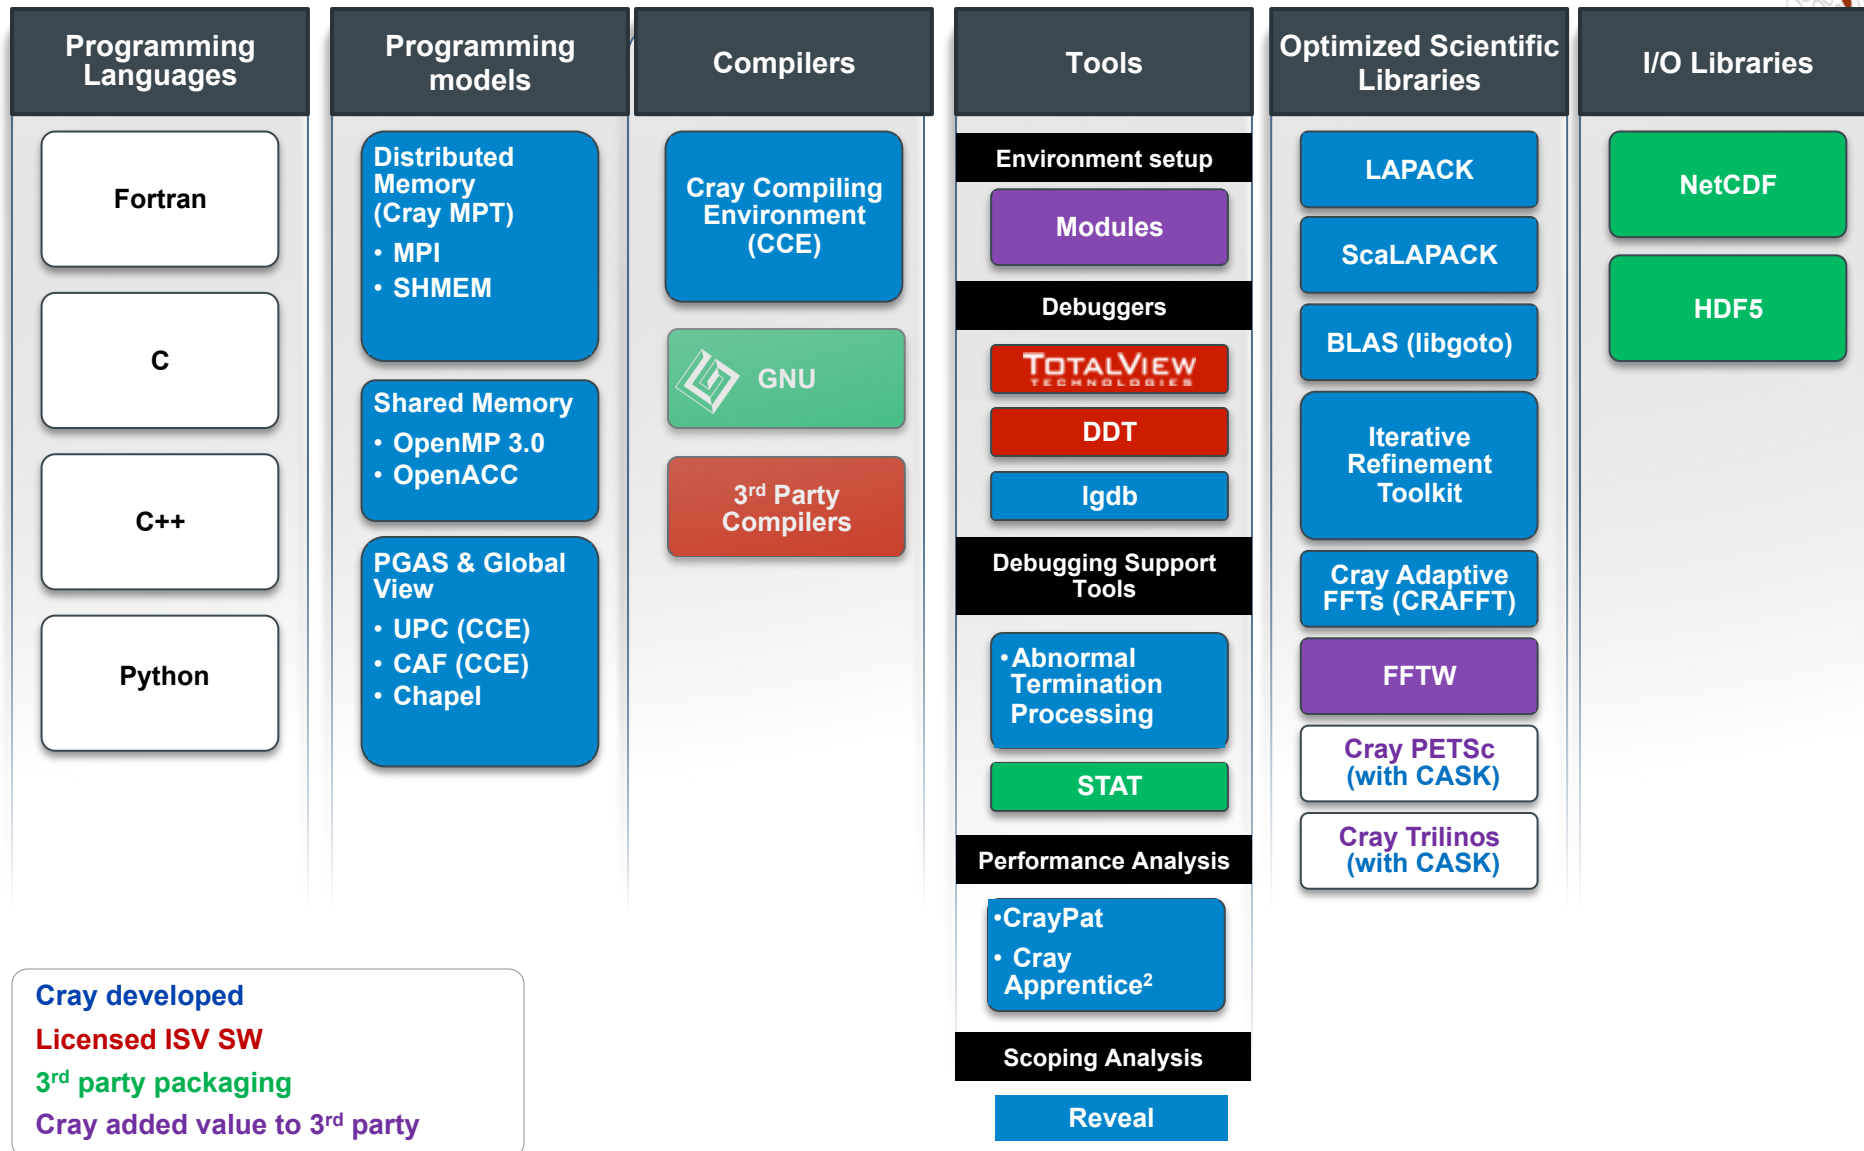 Programming
Languages
Fortran
C
C++
Python
Programming
models
Distributed
Memory
(Cray MPT)
• MPI
• SHMEM
Shared Memory
• OpenMP 3.0
• OpenACC
PGAS & Global
View
• UPC (CCE)
• CAF (CCE)
• Chapel
Compilers
Cray Compiling
Environment
(CCE)
GNU
3rd Party
Compilers
Tools
Environment setup
Modules
Debuggers
TOTALVIEW
TECHNOLOGIES
DDT
lgdb
Debugging Support
Tools
•Abnormal
Termination
Processing
STAT
Performance Analysis
•CrayPat
• Cray
Apprentice2
Scoping Analysis
Reveal
Optimized Scientific
Libraries
LAPACK
ScaLAPACK
BLAS (libgoto)
Iterative
Refinement
Toolkit
Cray Adaptive
FFTs (CRAFFT)
FFTW
Cray PETSc
(with CASK)
Cray Trilinos
(with CASK)
I/O Libraries
NetCDF
HDF5
Cray developed
Licensed ISV SW
3rd party packaging
Cray added value to 3rd party